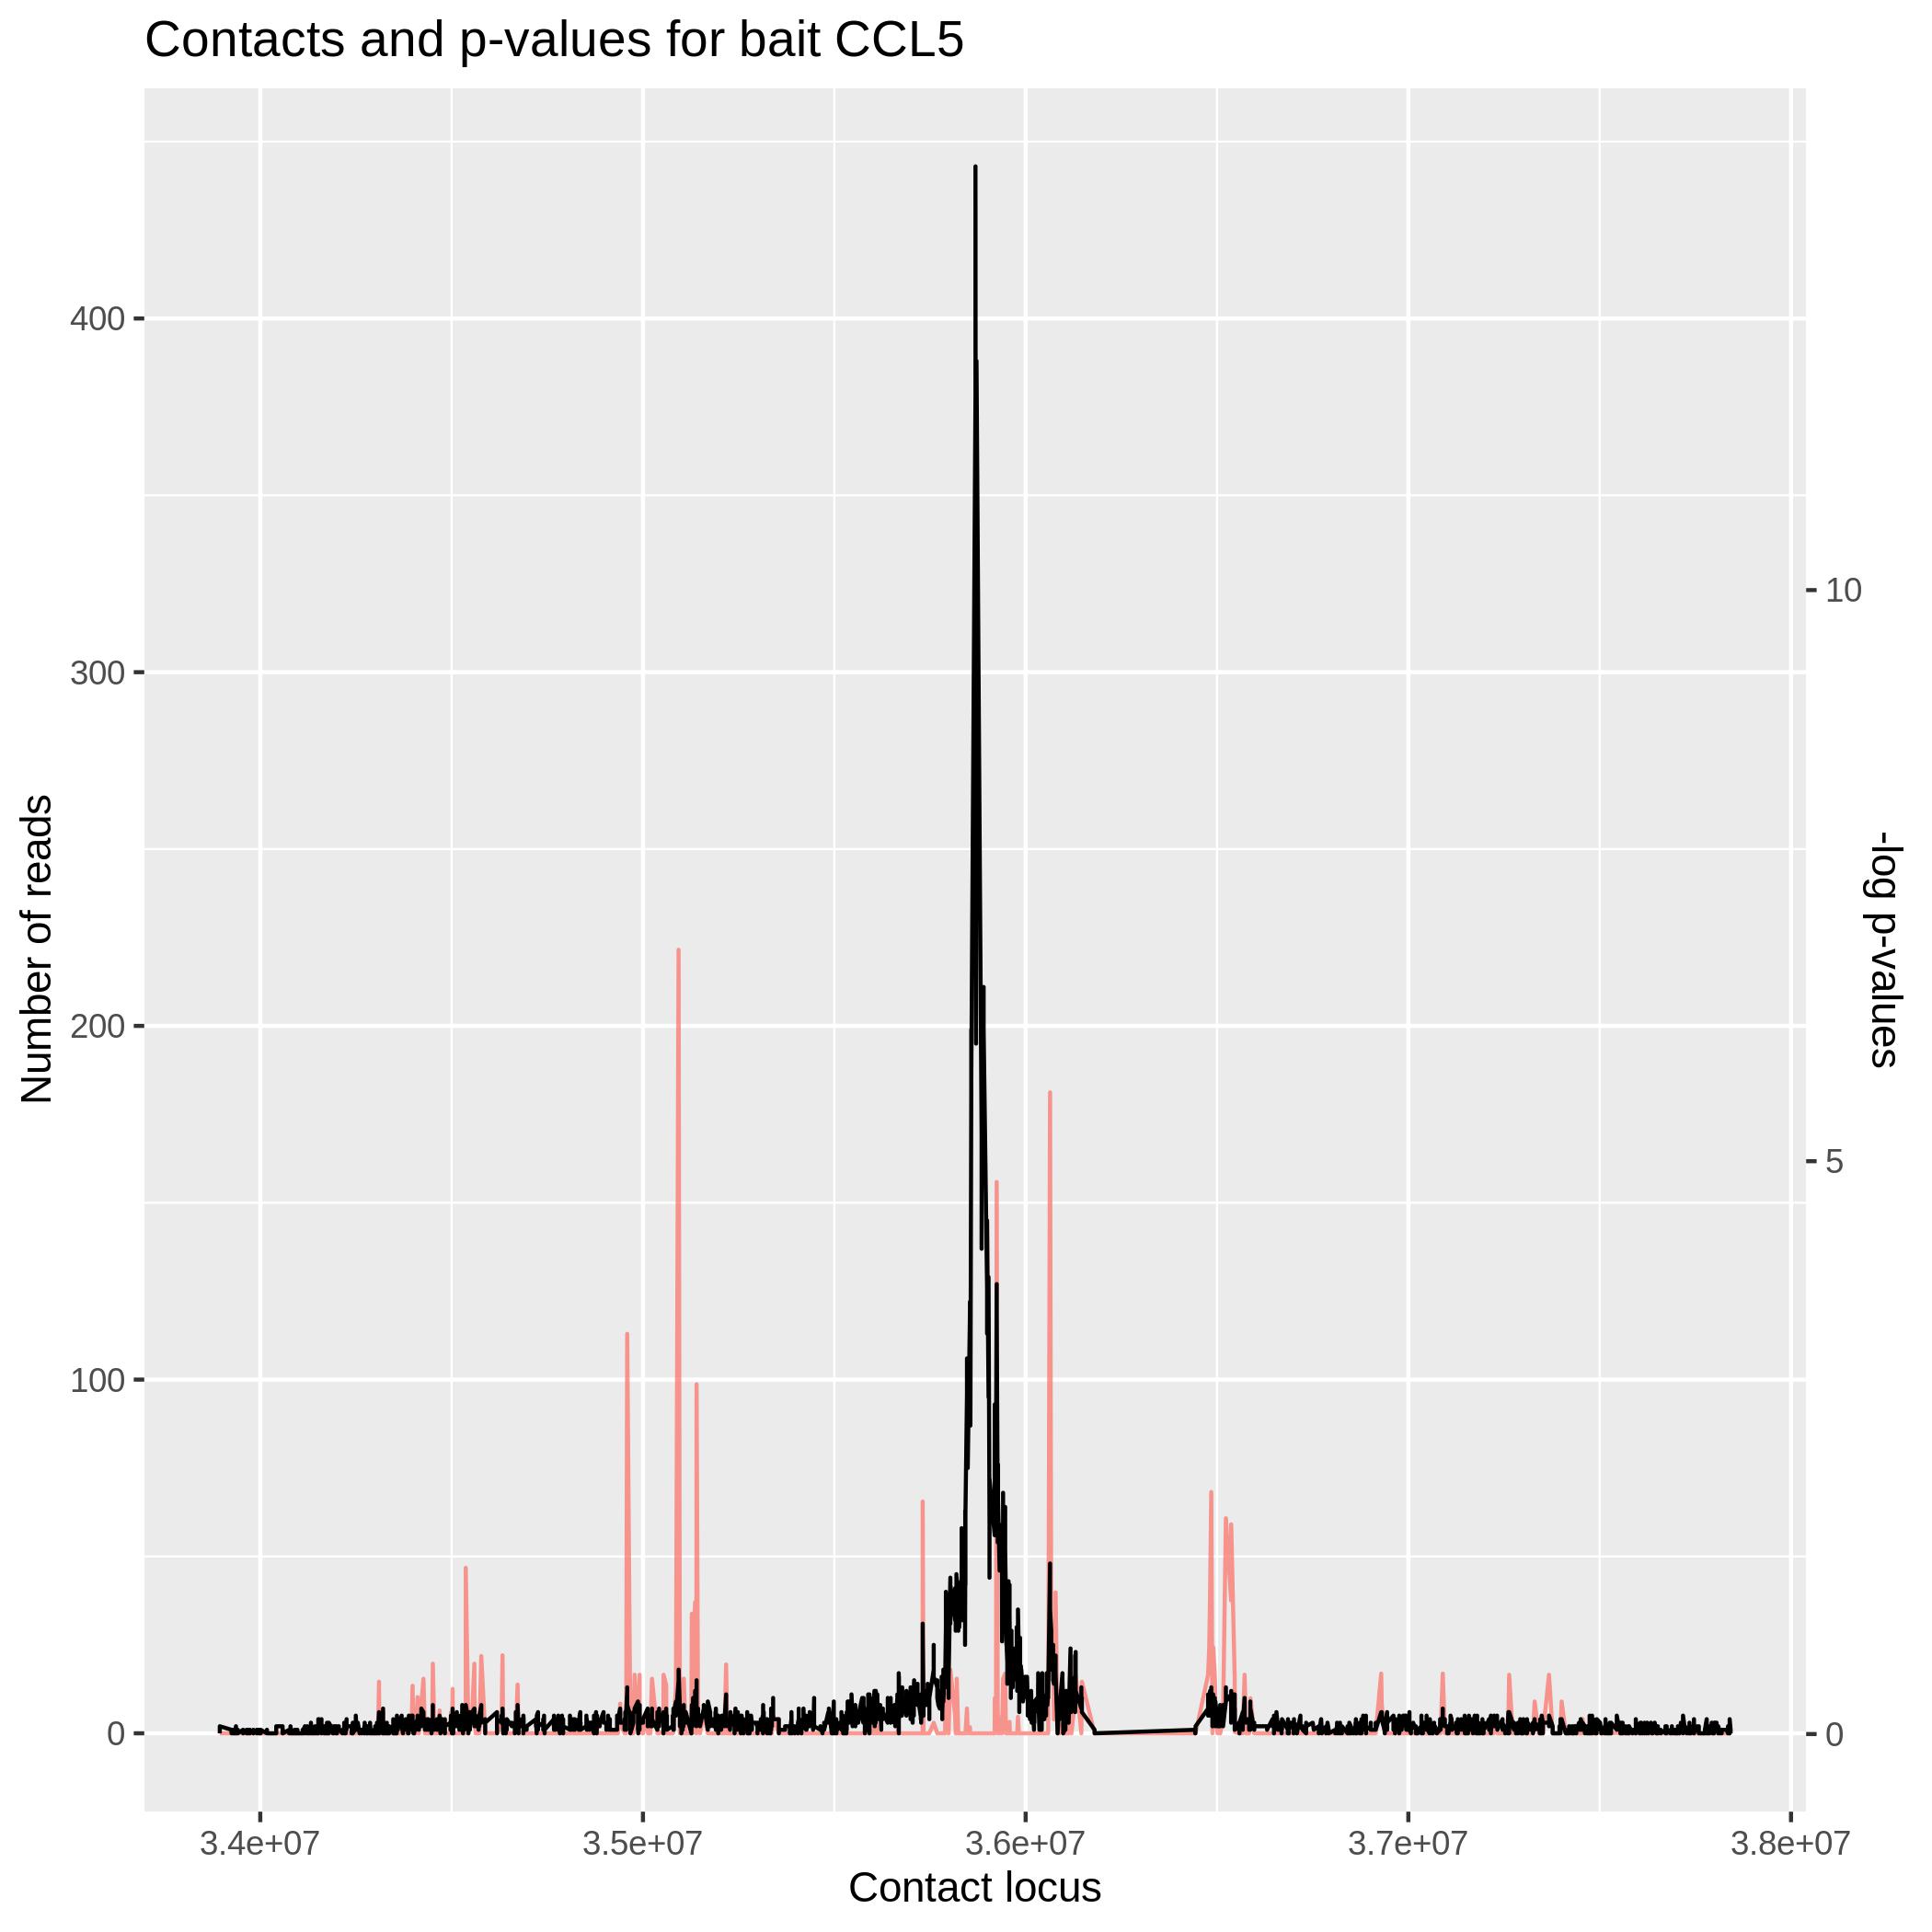 Contacts and p-values for bait CCL5
Number of reads
400
300
200
100
0
10
5
0
-log p-values
3.4e+07 3.5e+07 3.6e+07 3.7e+07 3.8e+07
Contact locus